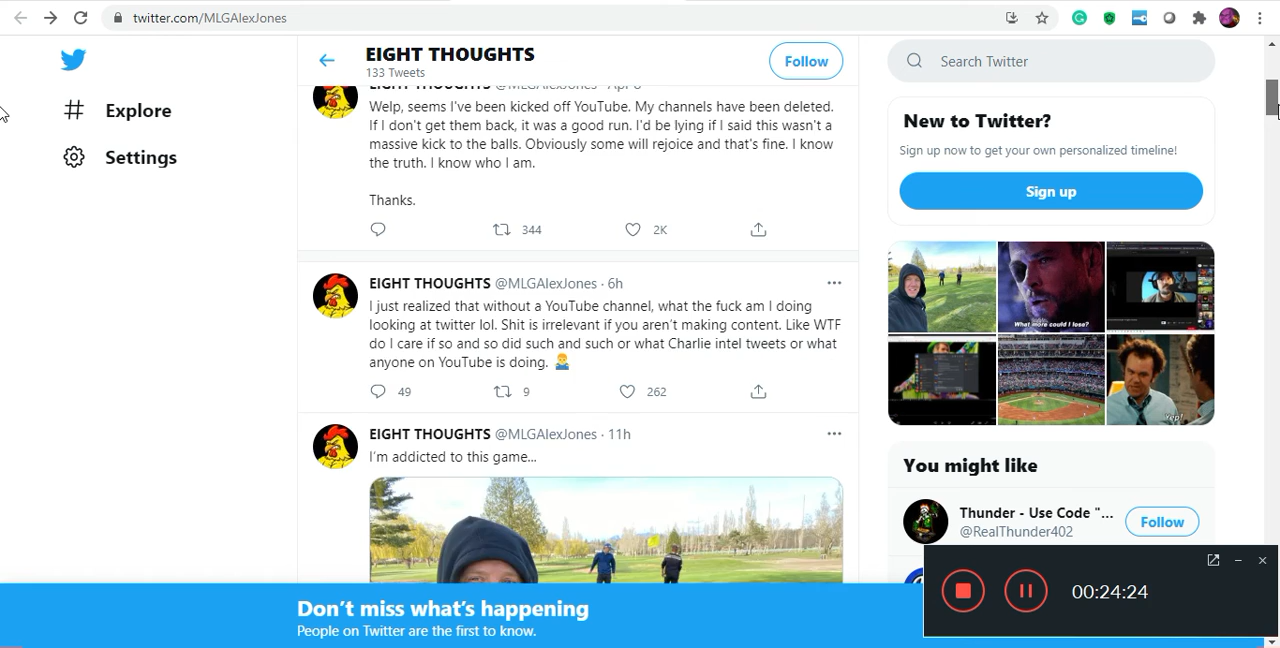 twitter.com/MLGAlexJones
Explore
Settings
EIGHT THOUGHTS
133 Tweets
Follow
EIGHT THOUGHTS @MLGAlexJones
Welp, seems I've been kicked off YouTube. My channels have been deleted.
If I don't get them back, it was a good run. I'd be lying if I said this wasn't a
massive kick to the balls. Obviously some will rejoice and that's fine. I know
the truth. I know who I am.
Thanks.
344 2K
EIGHT THOUGHTS @MLGAlexJones · 6h
I just realized that without a YouTube channel, what the fuck am I doing
looking at twitter lol. Shit is irrelevant if you aren't making content. Like WTF
do I care if so and so did such and such or what Charlie intel tweets or what
anyone on YouTube is doing.
49 9 262
EIGHT THOUGHTS @MLGAlexJones · 11h
I'm addicted to this game...
Search Twitter
New to Twitter?
Sign up now to get your own personalized timeline!
Sign up
What more could I lose?
Yep!
You might like
Thunder - Use Code "...
@RealThunder402
Follow
Don't miss what's happening
People on Twitter are the first to know.
00:24:24